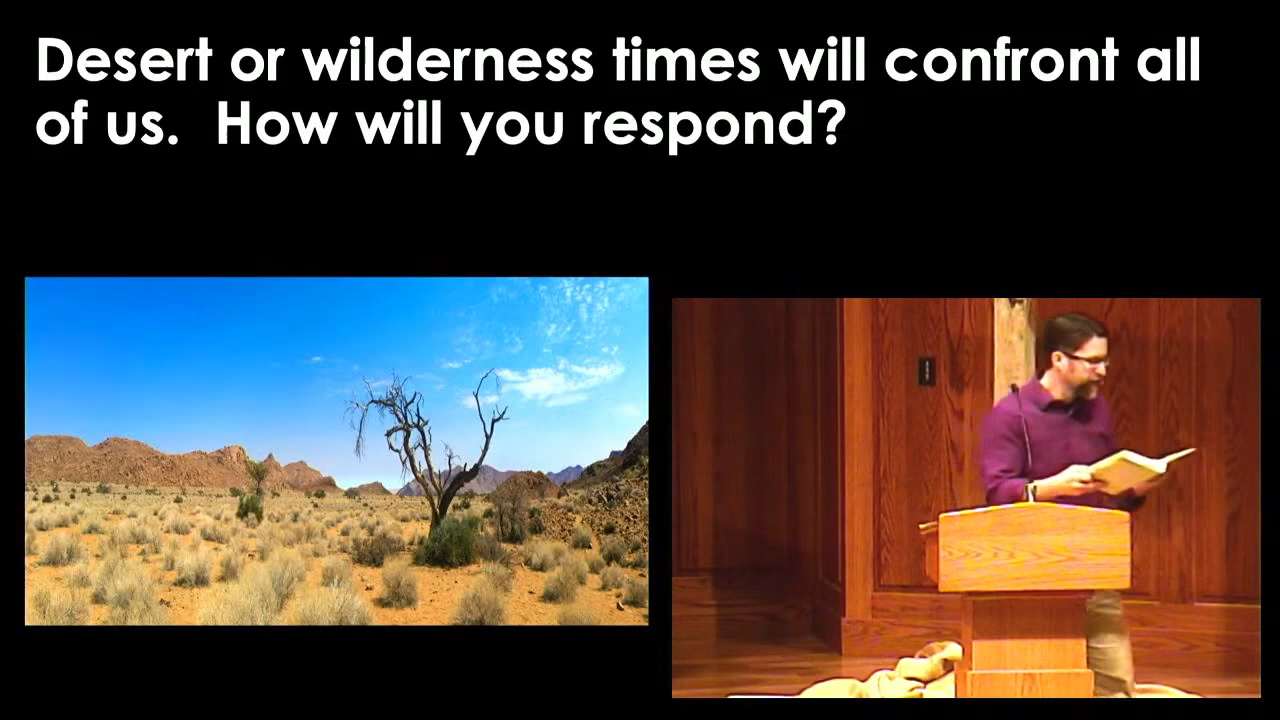 Desert or wilderness times will confront all
of us.  How will you respond?